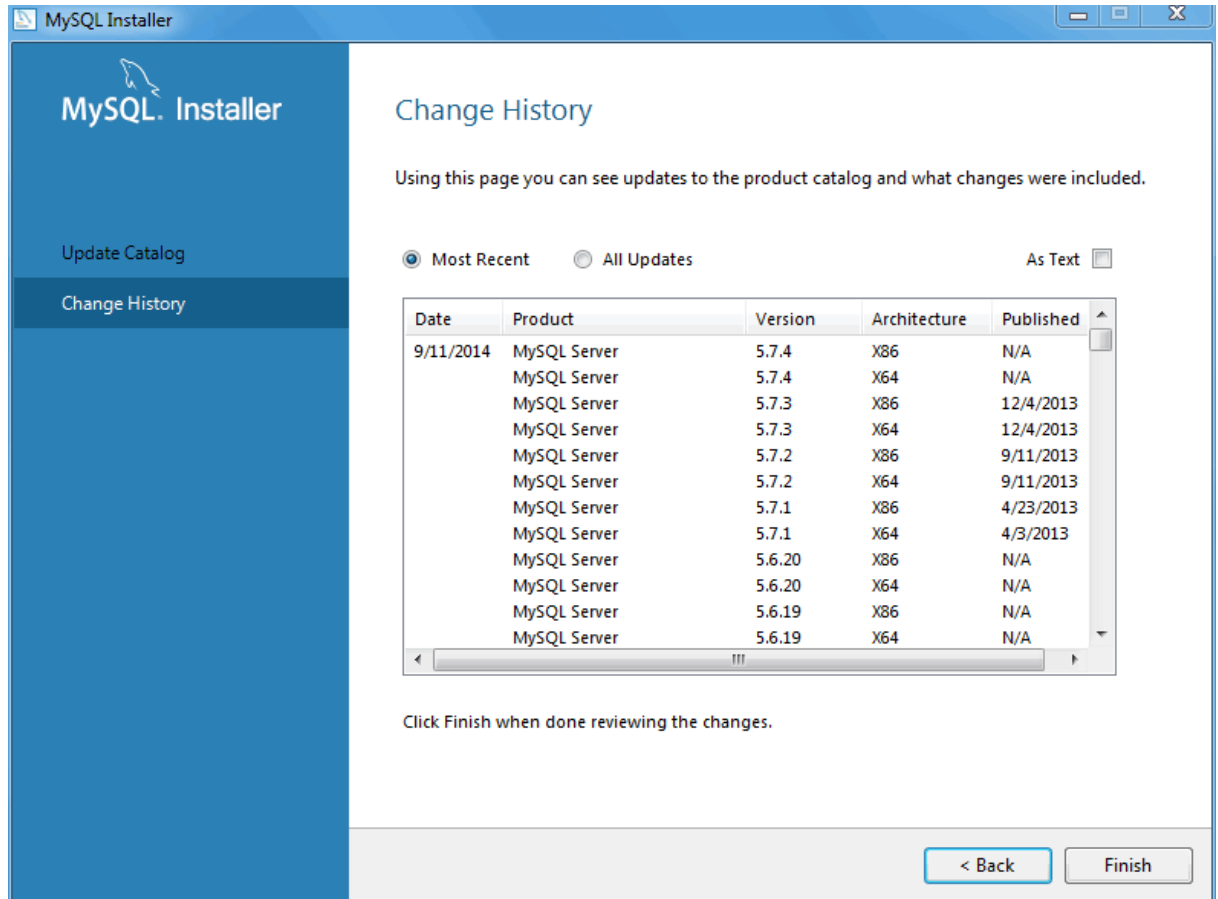 MySQL Installer
MySQL. Installer
Change History
Using this page you can see updates to the product catalog and what changes were included.
Update Catalog
Change History
Most Recent All Updates As Text
Date Product Version Architecture Published
9/11/2014 MySQL Server 5.7.4 X86 N/A
MySQL Server 5.7.4 X64 N/A
MySQL Server 5.7.3 X86 12/4/2013
MySQL Server 5.7.3 X64 12/4/2013
MySQL Server 5.7.2 X86 9/11/2013
MySQL Server 5.7.2 X64 9/11/2013
MySQL Server 5.7.1 X86 4/23/2013
MySQL Server 5.7.1 X64 4/3/2013
MySQL Server 5.6.20 X86 N/A
MySQL Server 5.6.20 X64 N/A
MySQL Server 5.6.19 X86 N/A
MySQL Server 5.6.19 X64 N/A
Click Finish when done reviewing the changes.
< Back Finish